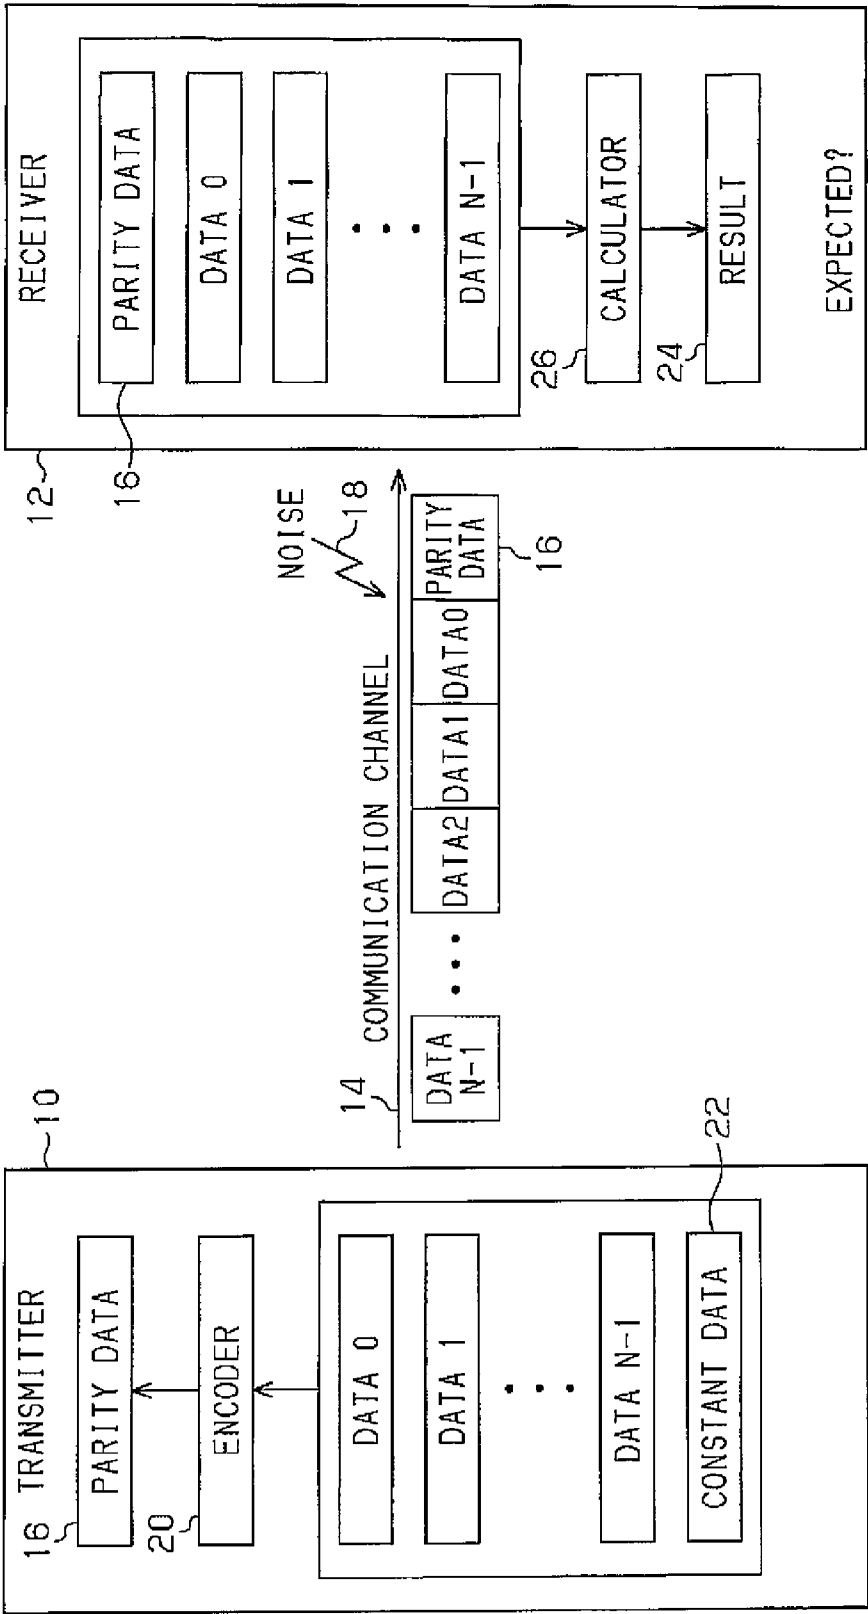 10
TRANSMITTER
16
PARITY DATA
20
ENCODER
DATA 0
DATA 1
DATA N-1
CONSTANT DATA
22
14
COMMUNICATION CHANNEL
NOISE
18
DATA
N-1
DATA2
DATA1
DATA0
PARITY
DATA
16
12
RECEIVER
16
PARITY DATA
DATA 0
DATA 1
DATA N-1
26
CALCULATOR
24
RESULT
EXPECTED?